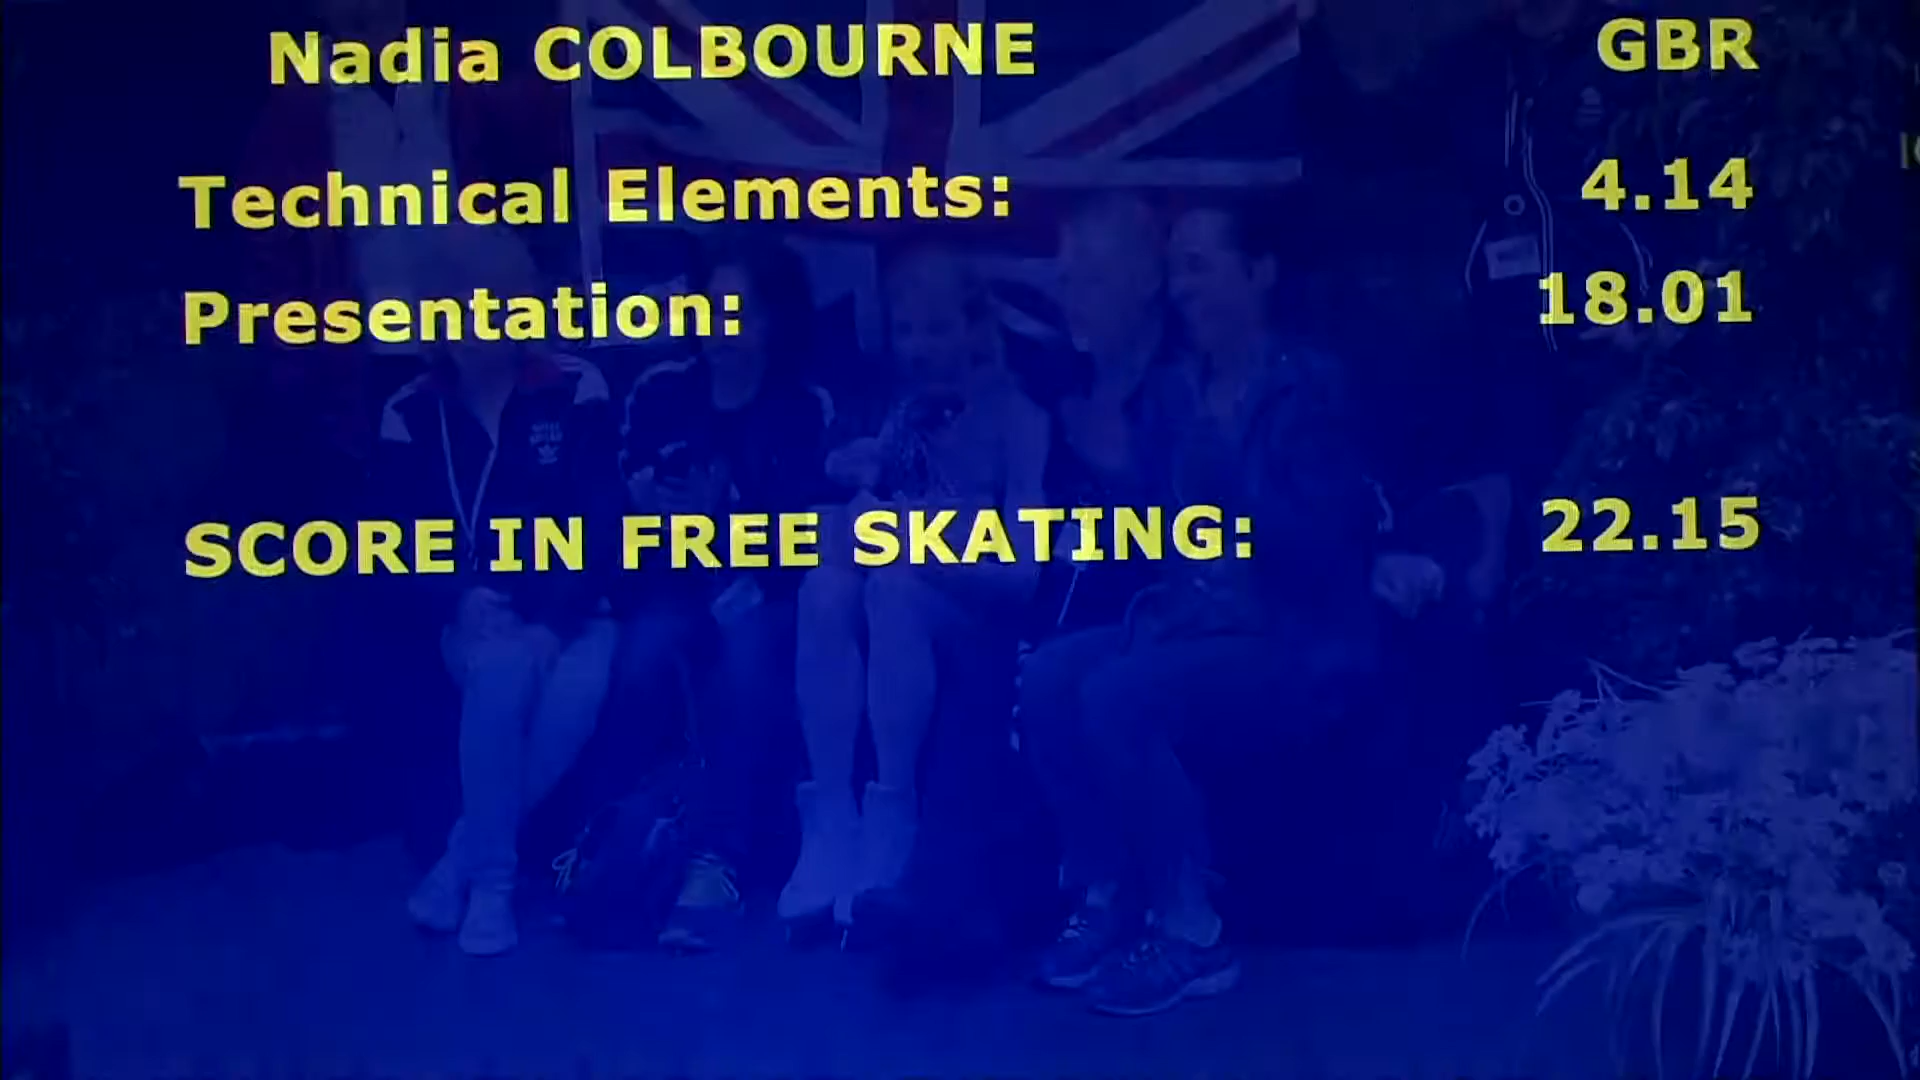 Nadia COLBOURNE GBR
Technical Elements: 4.14
Presentation: 18.01
SCORE IN FREE SKATING: 22.15